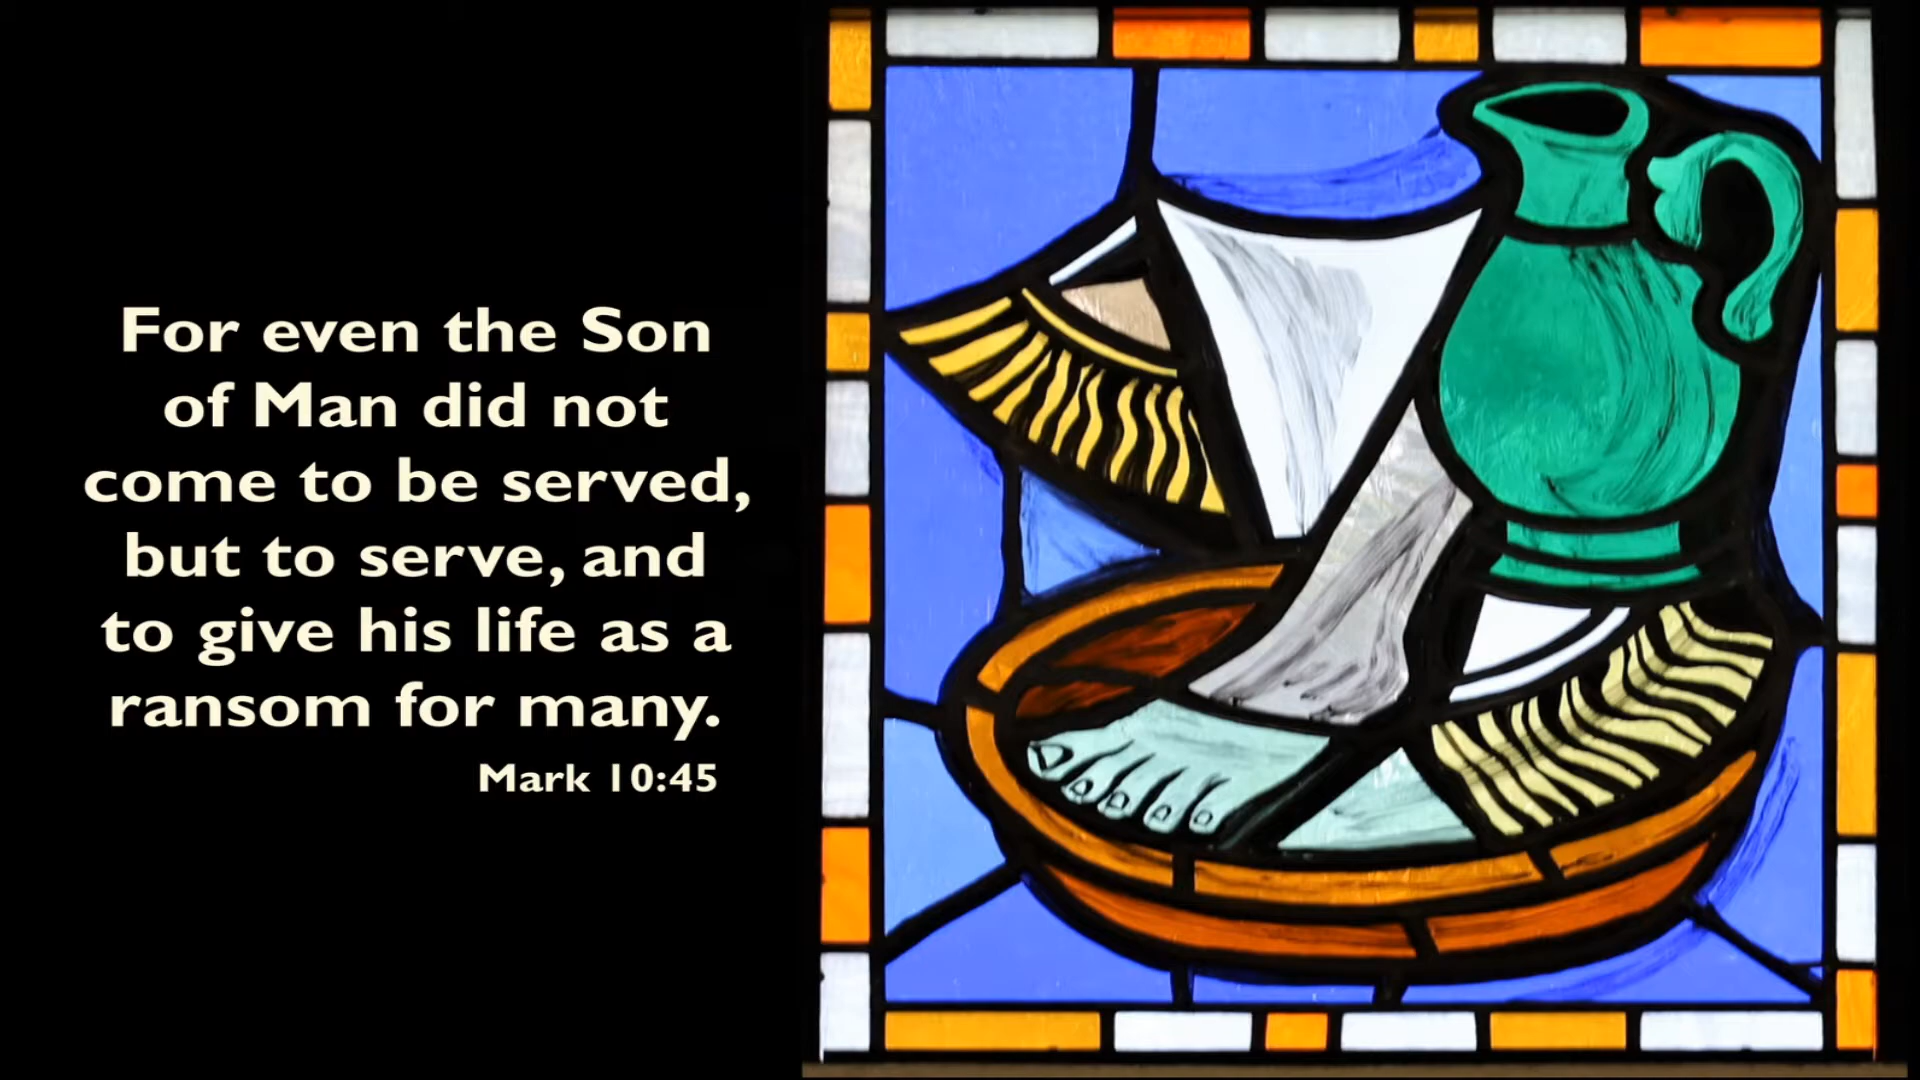 For even the Son
of Man did not
come to be served,
but to serve, and
to give his life as a
ransom for many.
Mark 10:45